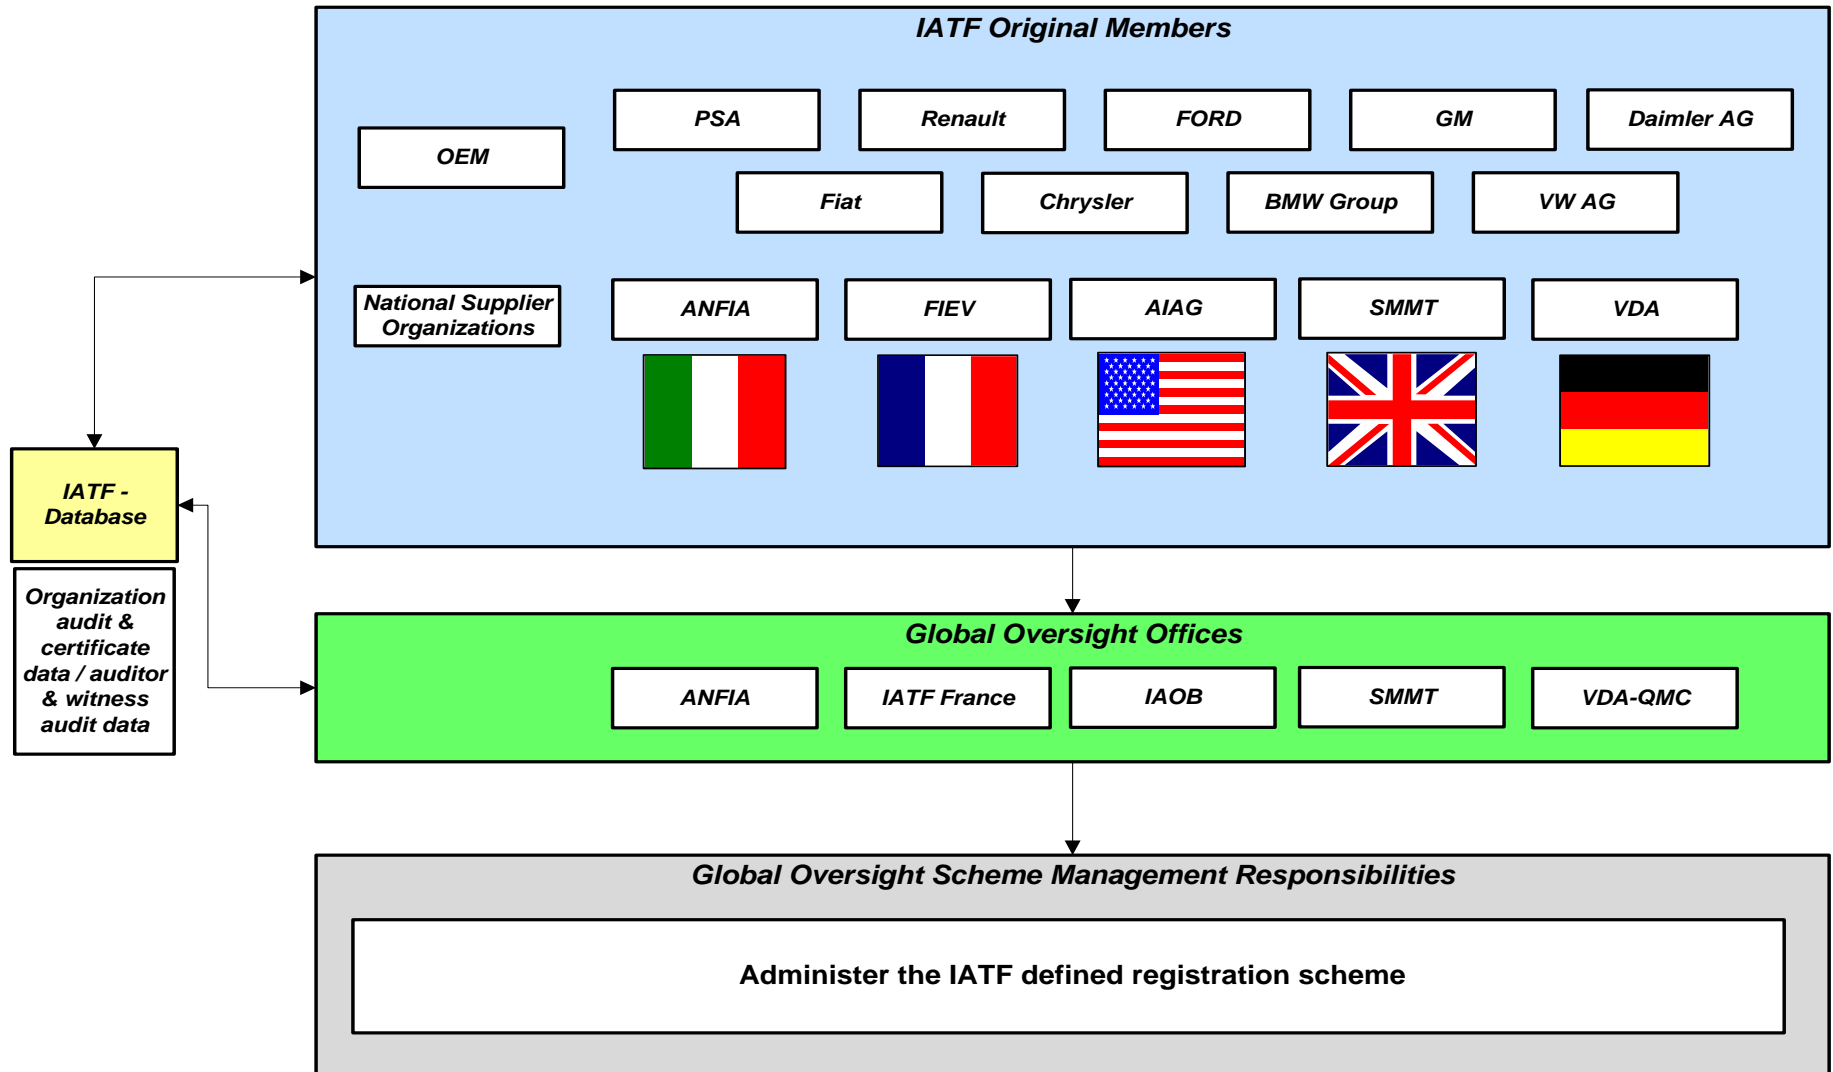 IATF Original Members
PSA
Renault
FORD
GM
Daimler AG
OEM
Fiat
Chrysler
BMW Group
VW AG
National Supplier
Organizations
ANFIA
FIEV
AIAG
SMMT
VDA
IATF -
Database
Organization
audit &
certificate
data / auditor
& witness
audit data
Global Oversight Offices
ANFIA
IATF France
IAOB
SMMT
VDA-QMC
Global Oversight Scheme Management Responsibilities
Administer the IATF defined registration scheme